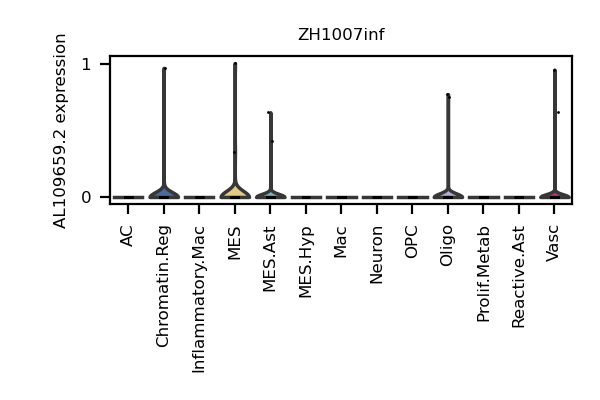 ZH1007inf
AL109659.2 expression
1
0
AC
Chromatin.Reg
Inflammatory.Mac
MES
MES.Ast
MES.Hyp
Mac
Neuron
OPC
Oligo
Prolif.Metab
Reactive.Ast
Vasc